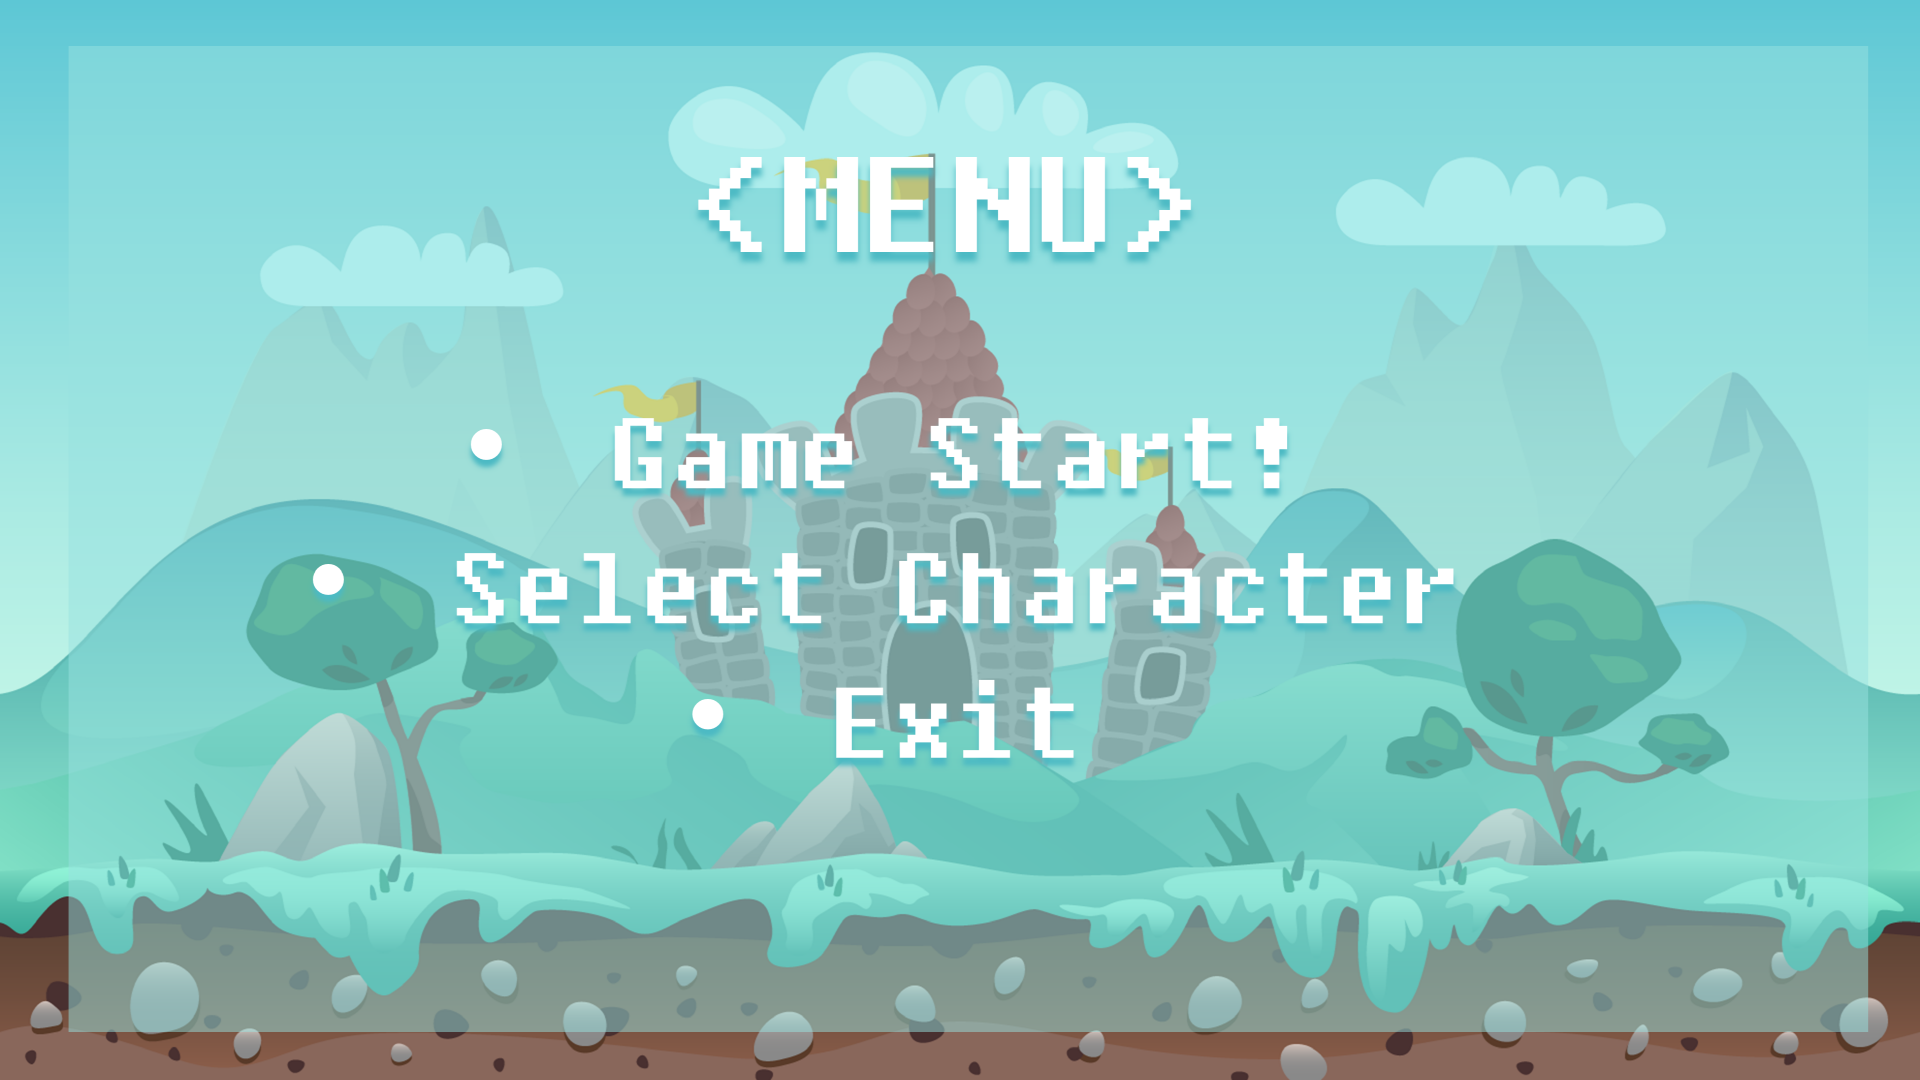 <MENU>
• Game Start!
• Select Character
• Exit